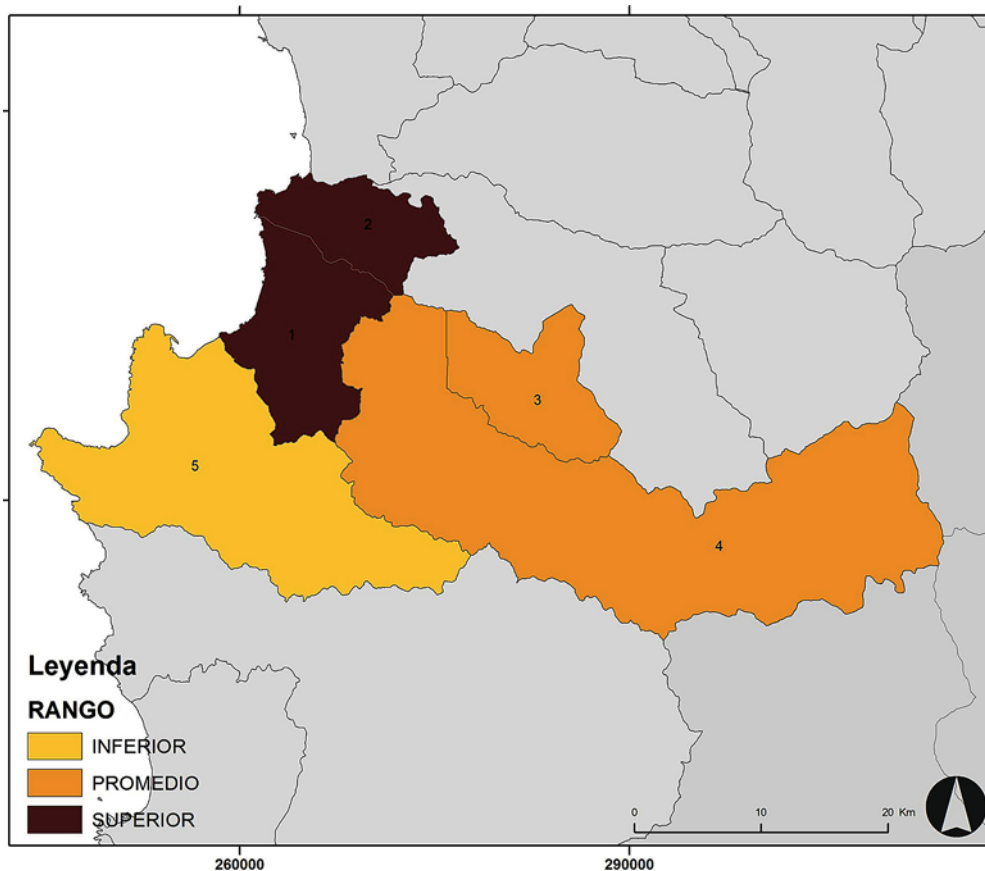 2
1
3
5
4
Leyenda
RANGO
INFERIOR
PROMEDIO
SUPERIOR
0 10 20 Km
260000 290000